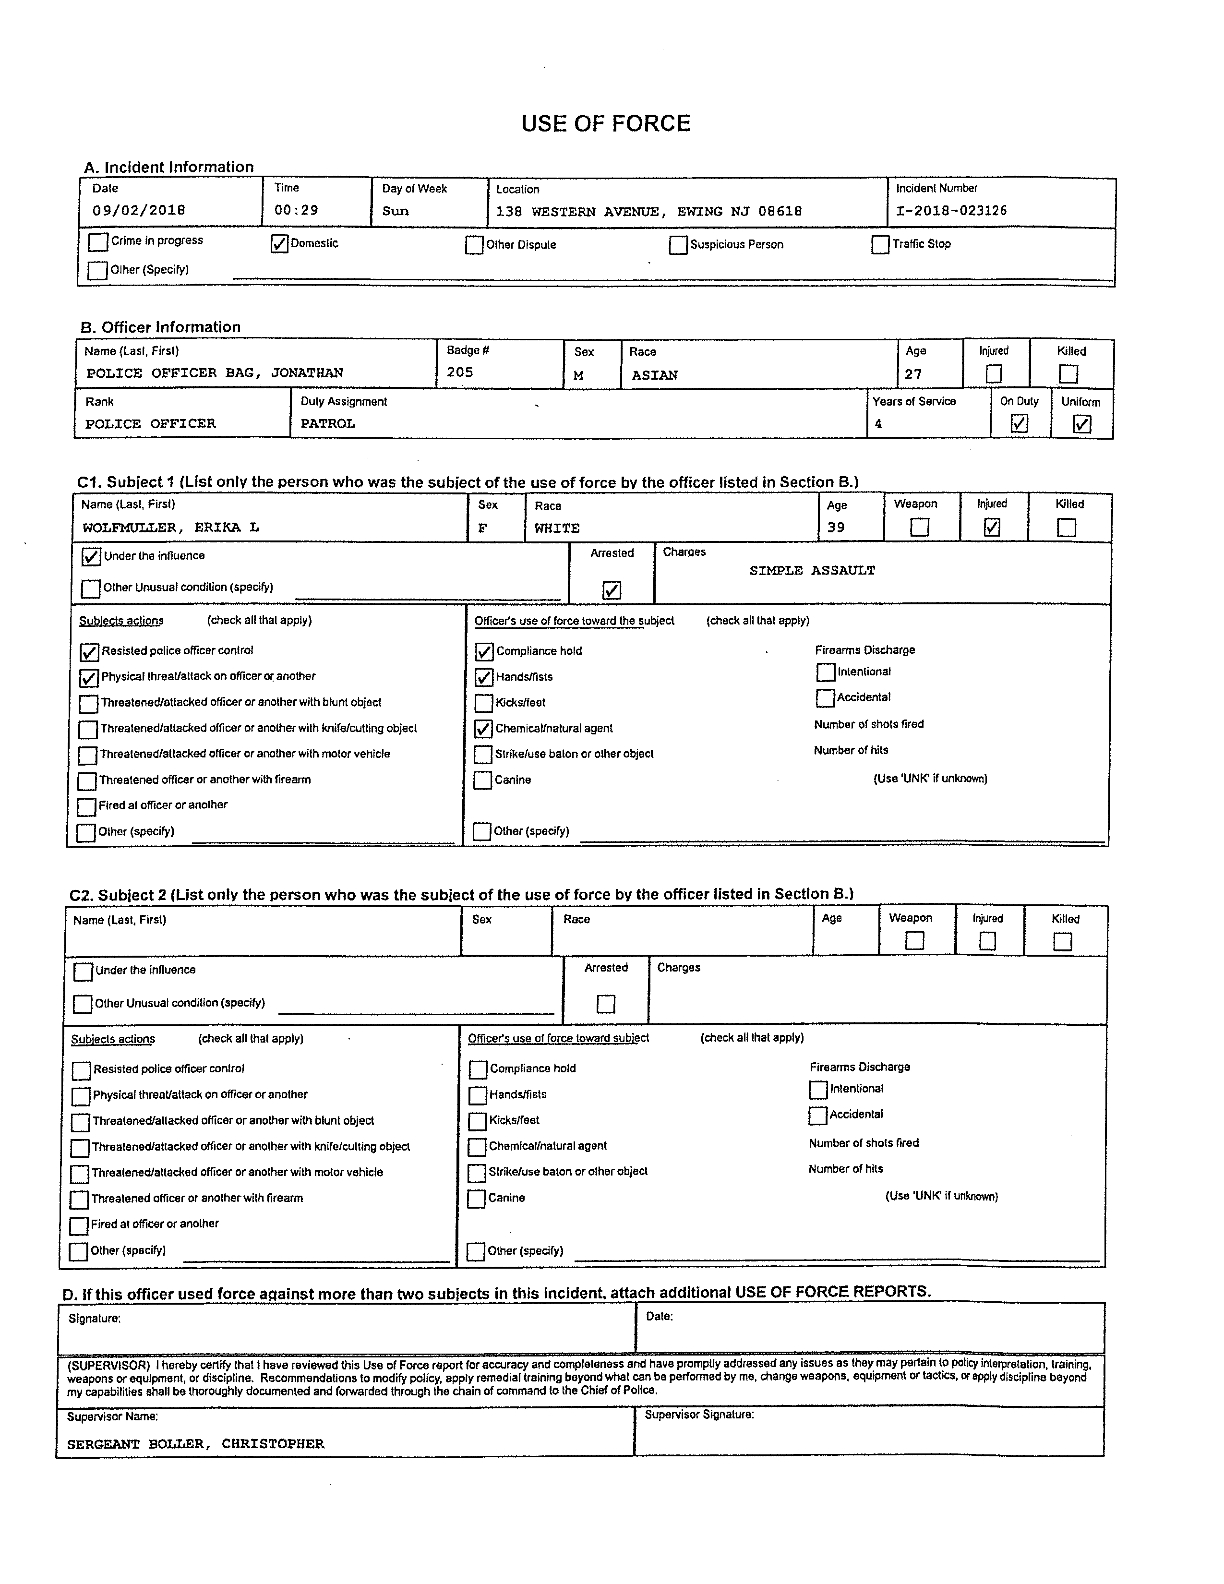 USE OF FORCE
A. Incident Information
Date Time Day of Week Location Incident Number
09/02/2018 00:29 Sun 138 WESTERN AVENUE, EWING NJ 08618 I-2018-023126
Crime in progress Domestic Other Dispute Suspicious Person Traffic Stop
Other (Specify)
B. Officer Information
Name (Last, First) Badge # Sex Race Age Injured Killed
POLICE OFFICER BAG, JONATHAN 205 M ASIAN 27
Rank Duty Assignment Years of Service On Duty Uniform
POLICE OFFICER PATROL 4
C1. Subject 1 (List only the person who was the subject of the use of force by the officer listed in Section B.)
Name (Last, First) Sex Race Age Weapon Injured Killed
WOLFMULLER, ERIKA L F WHITE 39
Under the influence Arrested Charges
SIMPLE ASSAULT
Other Unusual condition (specify)
Subjects actions (check all that apply) Officer's use of force toward the subject (check all that apply)
Resisted police officer control Compliance hold Firearms Discharge
Physical threat/attack on officer or another Hands/fists Intentional
Threatened/attacked officer or another with blunt object Kicks/feet Accidental
Threatened/attacked officer or another with knife/cutting object Chemical/natural agent Number of shots fired
Threatened/attacked officer or another with motor vehicle Strike/use baton or other object Number of hits
Threatened officer or another with firearm Canine (Use 'UNK' if unknown)
Fired at officer or another
Other (specify) Other (specify)
C2. Subject 2 (List only the person who was the subject of the use of force by the officer listed in Section B.)
Name (Last, First) Sex Race Age Weapon Injured Killed
Under the influence Arrested Charges
Other Unusual condition (specify)
Subjects actions (check all that apply) Officer's use of force toward subject (check all that apply)
Resisted police officer control Compliance hold Firearms Discharge
Physical threat/attack on officer or another Hands/fists Intentional
Threatened/attacked officer or another with blunt object Kicks/feet Accidental
Threatened/attacked officer or another with knife/cutting object Chemical/natural agent Number of shots fired
Threatened/attacked officer or another with motor vehicle Strike/use baton or other object Number of hits
Threatened officer or another with firearm Canine (Use 'UNK' if unknown)
Fired at officer or another
Other (specify) Other (specify)
D. If this officer used force against more than two subjects in this incident, attach additional USE OF FORCE REPORTS.
Signature: Date:
(SUPERVISOR) I hereby certify that I have reviewed this Use of Force report for accuracy and completeness and have promptly addressed any issues as they may pertain to policy interpretation, training,
weapons or equipment, or discipline. Recommendations to modify policy, apply remedial training beyond what can be performed by me, change weapons, equipment or tactics, or apply discipline beyond
my capabilities shall be thoroughly documented and forwarded through the chain of command to the Chief of Police.
Supervisor Name: Supervisor Signature:
SERGEANT BOLLER, CHRISTOPHER